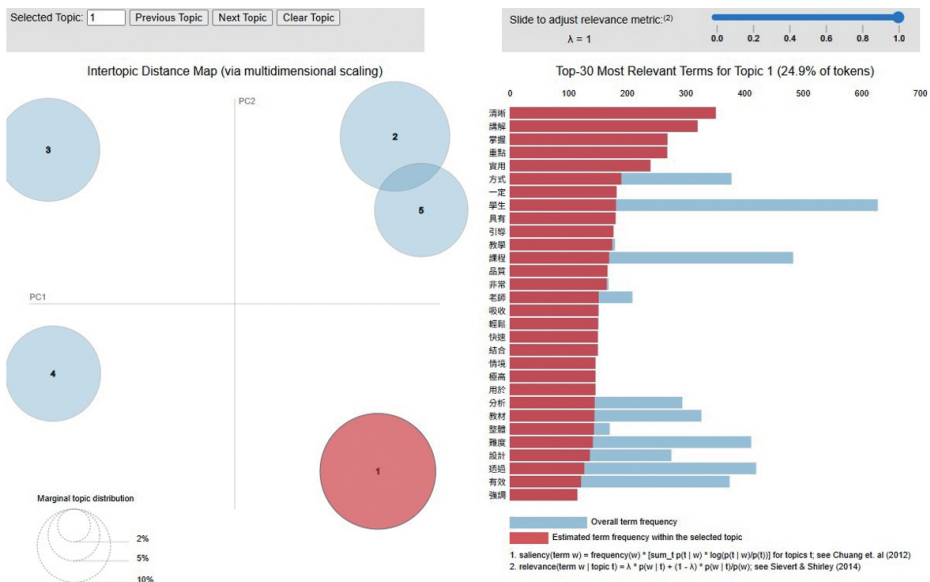 Selected Topic: 1 Previous Topic Next Topic Clear Topic
Slide to adjust relevance metric:(2)
λ = 1
0.0 0.2 0.4 0.6 0.8 1.0
Intertopic Distance Map (via multidimensional scaling)
PC2
PC1
3
2
5
4
1
Marginal topic distribution
2%
5%
10%
Top-30 Most Relevant Terms for Topic 1 (24.9% of tokens)
0 100 200 300 400 500 600 700
清晰
講解
掌握
重點
實用
方式
一定
學生
具有
引導
教學
課程
品質
非常
老師
吸收
輕鬆
快速
結合
情境
極高
用於
分析
教材
整體
難度
設計
透過
有效
強調
Overall term frequency
Estimated term frequency within the selected topic
1. saliency(term w) = frequency(w) * [sum_t p(t | w) * log(p(t | w)/p(t))] for topics t; see Chuang et. al (2012)
2. relevance(term w | topic t) = λ * p(w | t) + (1 - λ) * p(w | t)/p(w); see Sievert & Shirley (2014)